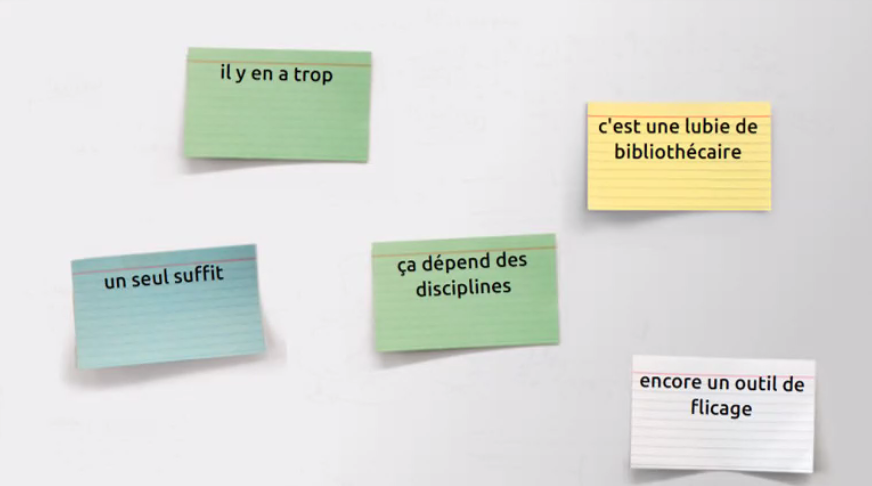 il y en a trop
c'est une lubie de
bibliothécaire
un seul suffit
ça dépend des
disciplines
encore un outil de
flicage